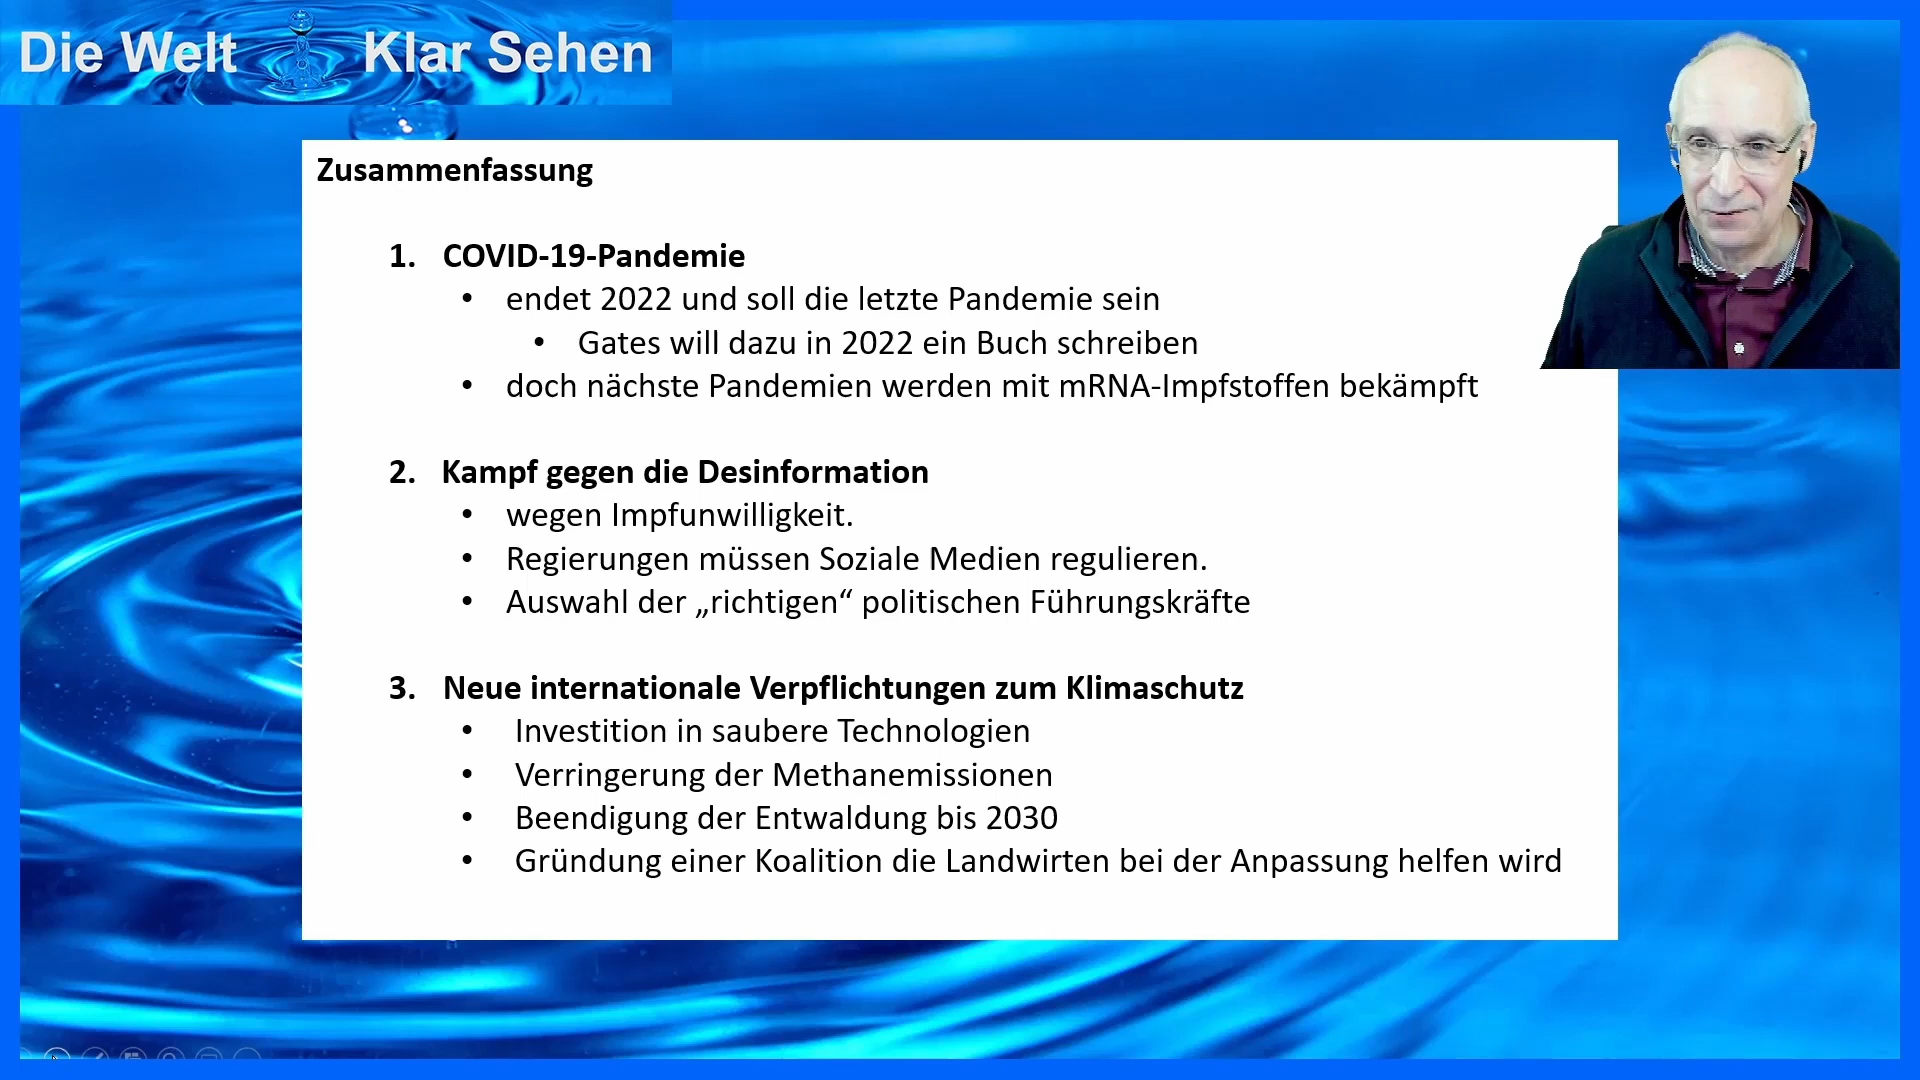 Die Welt Klar Sehen
Zusammenfassung
1. COVID-19-Pandemie
• endet 2022 und soll die letzte Pandemie sein
• Gates will dazu in 2022 ein Buch schreiben
• doch nächste Pandemien werden mit mRNA-Impfstoffen bekämpft
2. Kampf gegen die Desinformation
• wegen Impfunwilligkeit.
• Regierungen müssen Soziale Medien regulieren.
• Auswahl der „richtigen“ politischen Führungskräfte
3. Neue internationale Verpflichtungen zum Klimaschutz
• Investition in saubere Technologien
• Verringerung der Methanemissionen
• Beendigung der Entwaldung bis 2030
• Gründung einer Koalition die Landwirten bei der Anpassung helfen wird